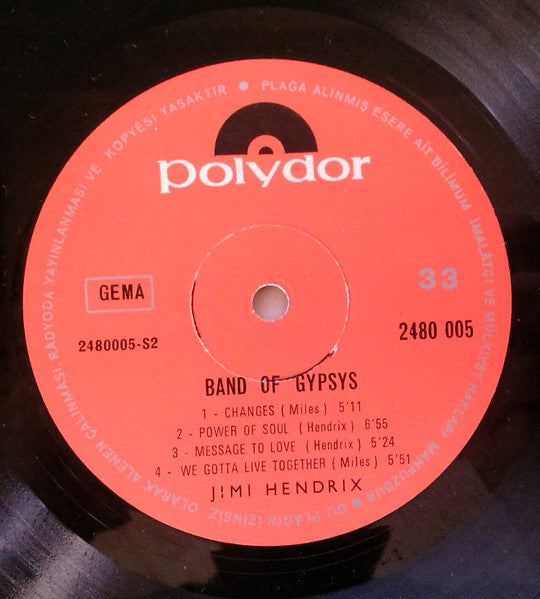 PLAĞA ALINMIŞ ESERE AİT BİLİMUM İMALATÇI VE MÜLKİYET HAKLARI MAHFUZDUR ● BU PLAĞIN İZİNSİZ OLARAK ALENEN ÇALINMASI, RADYODA YAYINLANMASI VE KOPYESİ YASAKTIR ●
polydor
GEMA
33
2480005-S2
2480 005
BAND OF GYPSYS
1 - CHANGES (Miles) 5'11
2 - POWER OF SOUL (Hendrix) 6'55
3 - MESSAGE TO LOVE (Hendrix) 5'24
4 - WE GOTTA LIVE TOGETHER (Miles) 5'51
JIMI HENDRIX